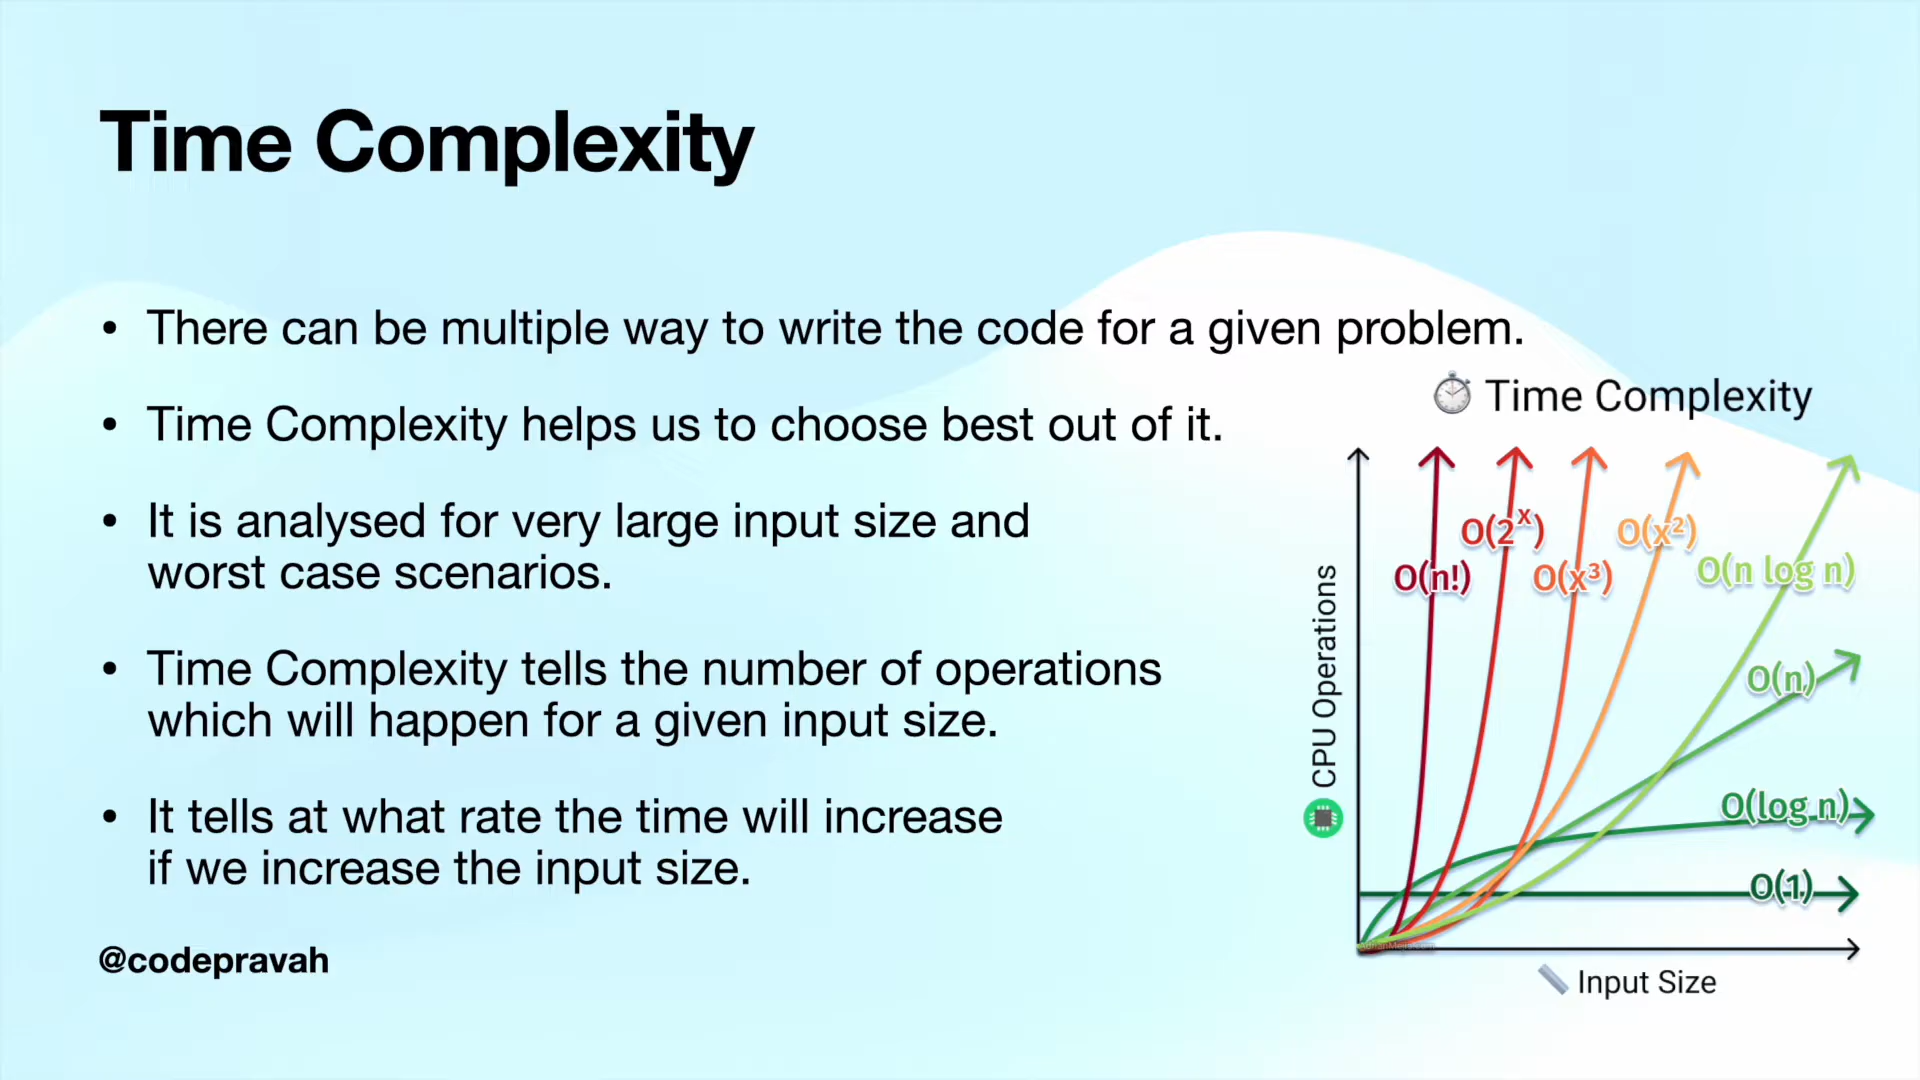 Time Complexity
• There can be multiple way to write the code for a given problem.
• Time Complexity helps us to choose best out of it.
• It is analysed for very large input size and
worst case scenarios.
• Time Complexity tells the number of operations
which will happen for a given input size.
• It tells at what rate the time will increase
if we increase the input size.
@codepravah
Time Complexity
O(2ˣ)
O(x²)
O(n!)
O(x³)
O(n log n)
O(n)
O(log n)
O(1)
CPU Operations
AdrianMejia.com
Input Size